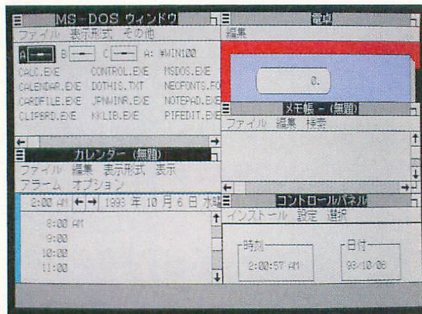 MS-DOS ウィンドウ
ファイル 表示形式 その他
A B C A: ¥WIN100
CALC.EXE CONTROL.EXE MSDOS.EXE
CALENDAR.EXE DOTHIS.TXT NECFONTS.FO
CARDFILE.EXE JPNWINR.EXE NOTEPAD.EXE
CLIPBRD.EXE KKLIB.EXE PIFEDIT.EXE
電卓
編集
0.
メモ帳 - (無題)
ファイル 編集 検索
カレンダー (無題)
ファイル 編集 表示形式 表示
アラーム オプション
2:00 AM 1993 年 10 月 6 日 水曜
8:00 AM
9:00
10:00
11:00
コントロールパネル
インストール 設定 選択
時刻
2:00:57 AM
日付
93/10/06